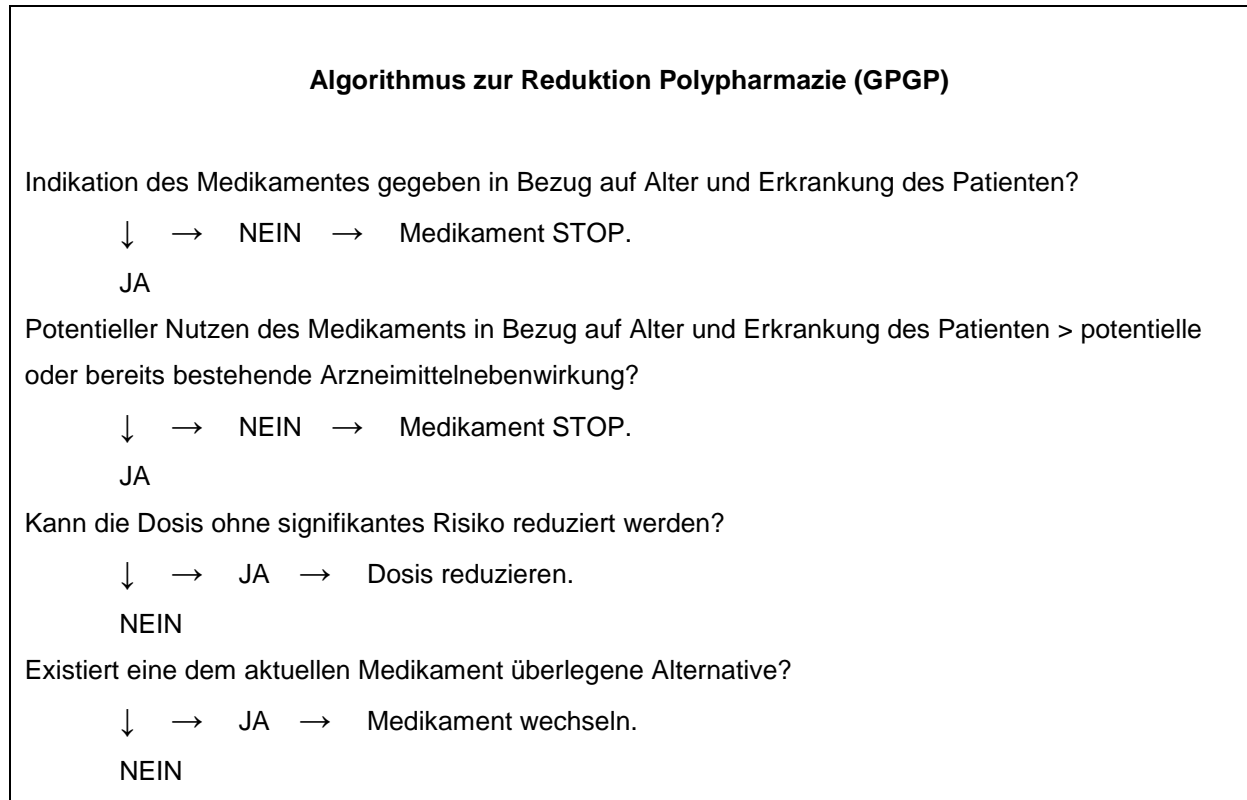 Algorithmus zur Reduktion Polypharmazie (GPGP)
Indikation des Medikamentes gegeben in Bezug auf Alter und Erkrankung des Patienten?
↓ → NEIN → Medikament STOP.
JA
Potentieller Nutzen des Medikaments in Bezug auf Alter und Erkrankung des Patienten > potentielle
oder bereits bestehende Arzneimittelnebenwirkung?
↓ → NEIN → Medikament STOP.
JA
Kann die Dosis ohne signifikantes Risiko reduziert werden?
↓ → JA → Dosis reduzieren.
NEIN
Existiert eine dem aktuellen Medikament überlegene Alternative?
↓ → JA → Medikament wechseln.
NEIN